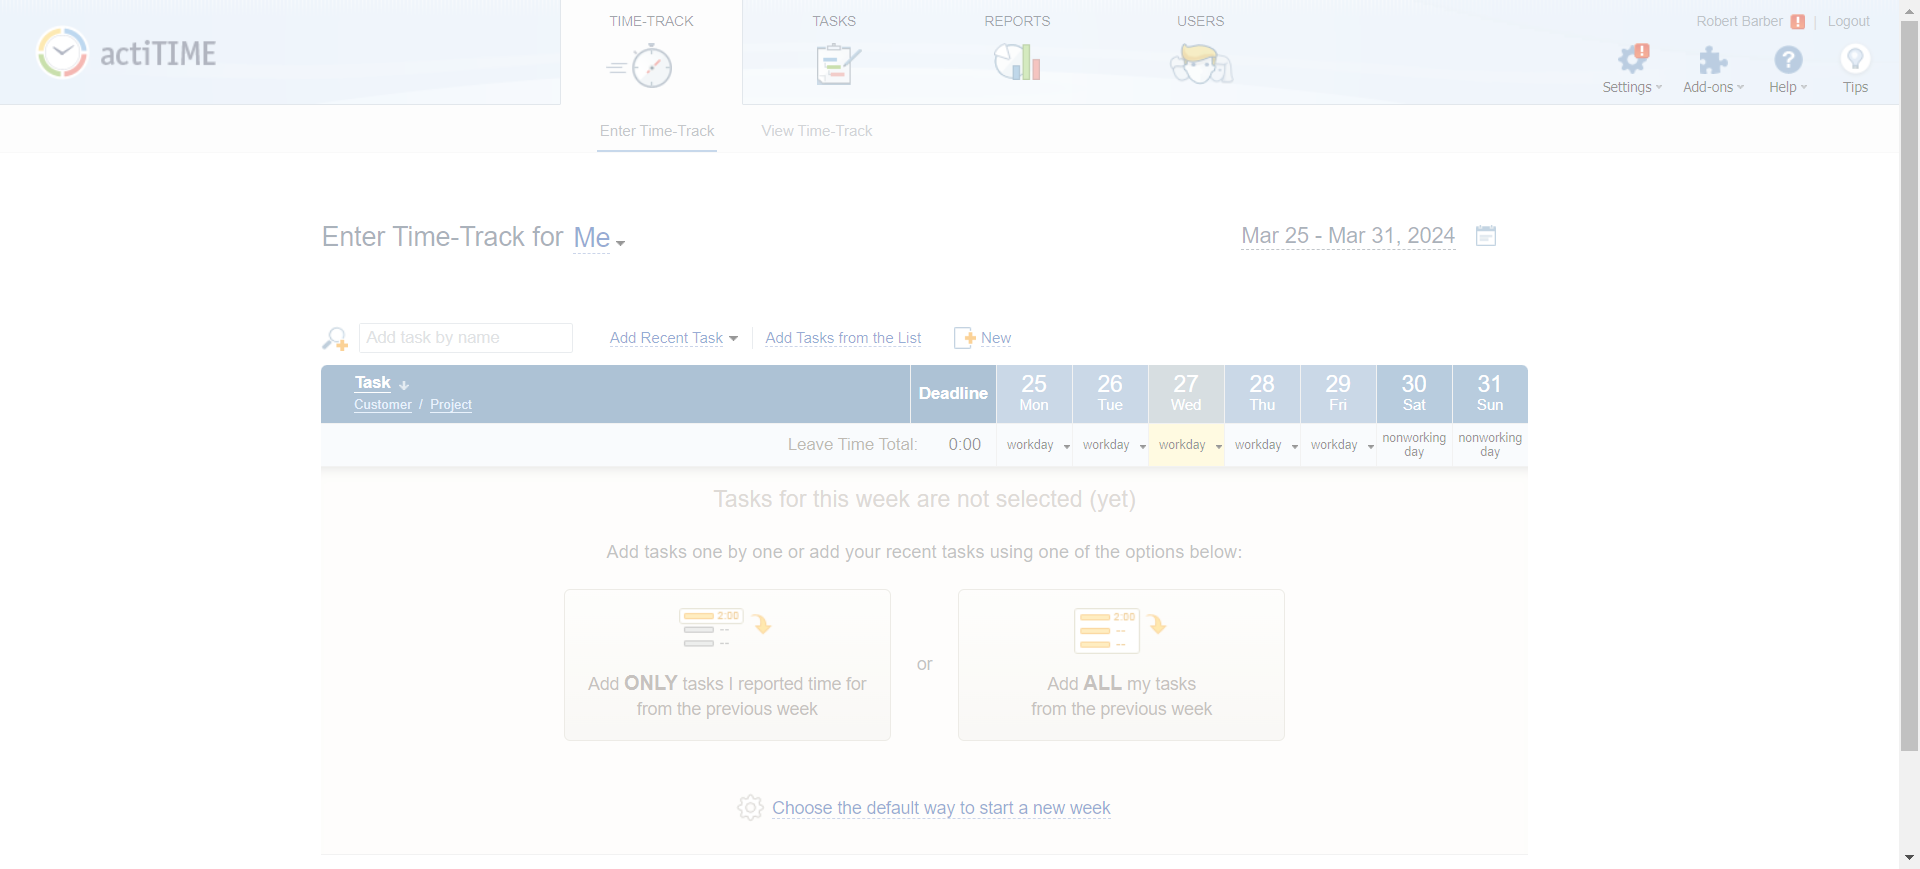 actiTIME
TIME-TRACK
TASKS
REPORTS
USERS
Robert Barber ! | Logout
Settings
Add-ons
Help
Tips
Enter Time-Track
View Time-Track
Enter Time-Track for Me
Mar 25 - Mar 31, 2024
Add task by name
Add Recent Task
Add Tasks from the List
New
Task
Customer / Project
Deadline
25
Mon
26
Tue
27
Wed
28
Thu
29
Fri
30
Sat
31
Sun
Leave Time Total: 0:00
workday
workday
workday
workday
workday
nonworking
day
nonworking
day
Tasks for this week are not selected (yet)
Add tasks one by one or add your recent tasks using one of the options below:
2:00
--
--
Add ONLY tasks I reported time for
from the previous week
or
2:00
--
--
Add ALL my tasks
from the previous week
Choose the default way to start a new week